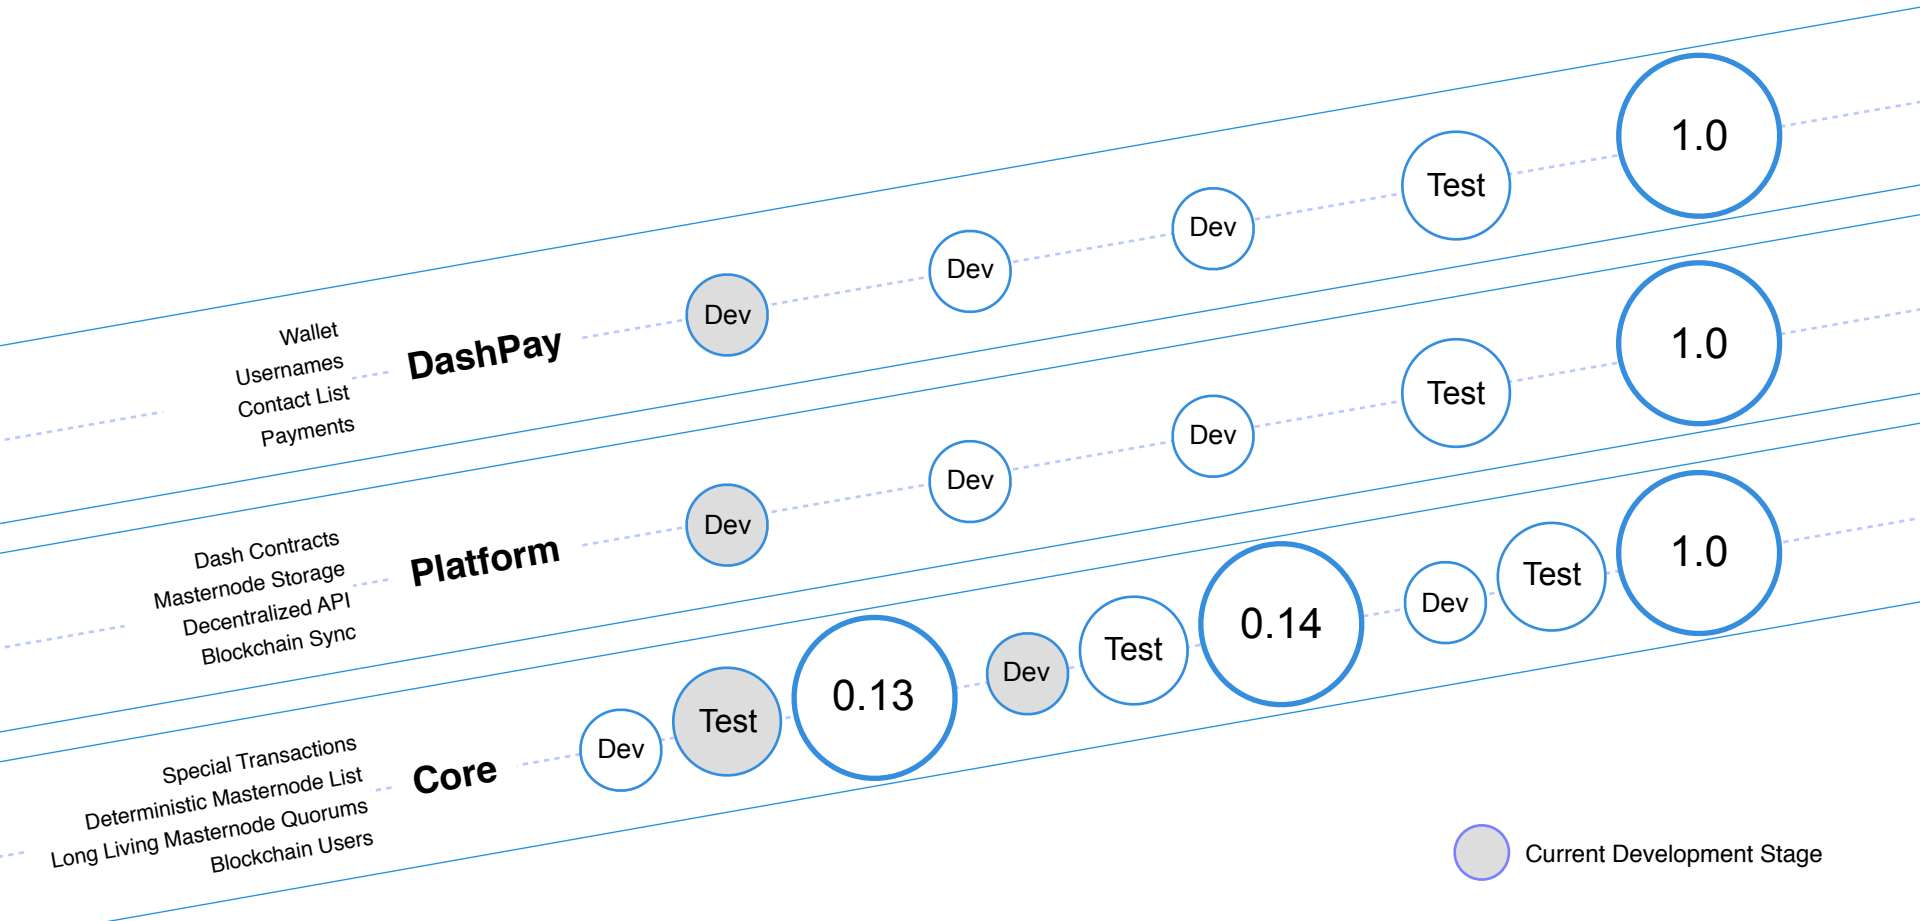 Wallet
Usernames
Contact List
Payments
DashPay
Dev
Dev
Dev
Test
1.0
Dash Contracts
Masternode Storage
Decentralized API
Blockchain Sync
Platform
Dev
Dev
Dev
Test
1.0
Special Transactions
Deterministic Masternode List
Long Living Masternode Quorums
Blockchain Users
Core
Dev
Test
0.13
Dev
Test
0.14
Dev
Test
1.0
Current Development Stage